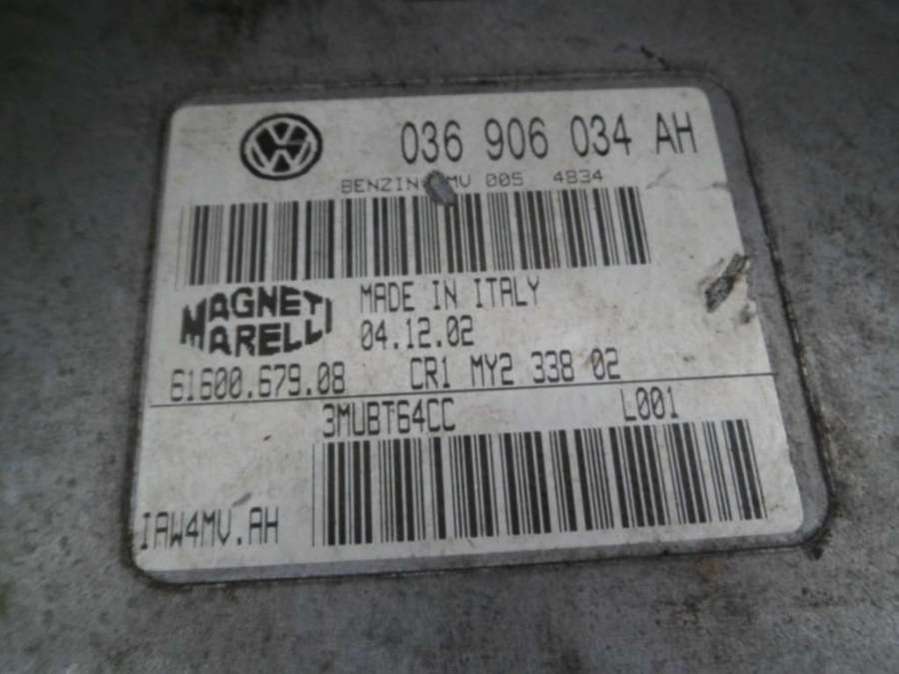 036 906 034 AH
BENZIN 4MV 005 4834
MAGNETI MARELLI
MADE IN ITALY
04.12.02
61600.679.08 CR1 MY2 338 02
3MUBT64CC L001
IAW4MV.AH